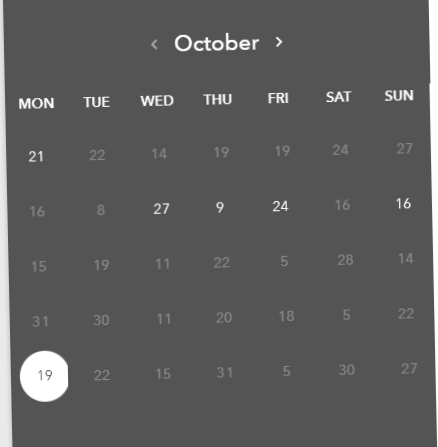 ‹ October ›
MON TUE WED THU FRI SAT SUN
21 22 14 19 19 24 27
16 8 27 9 24 16 16
15 19 11 22 5 28 14
31 30 11 20 18 5 22
19 22 15 31 5 30 27